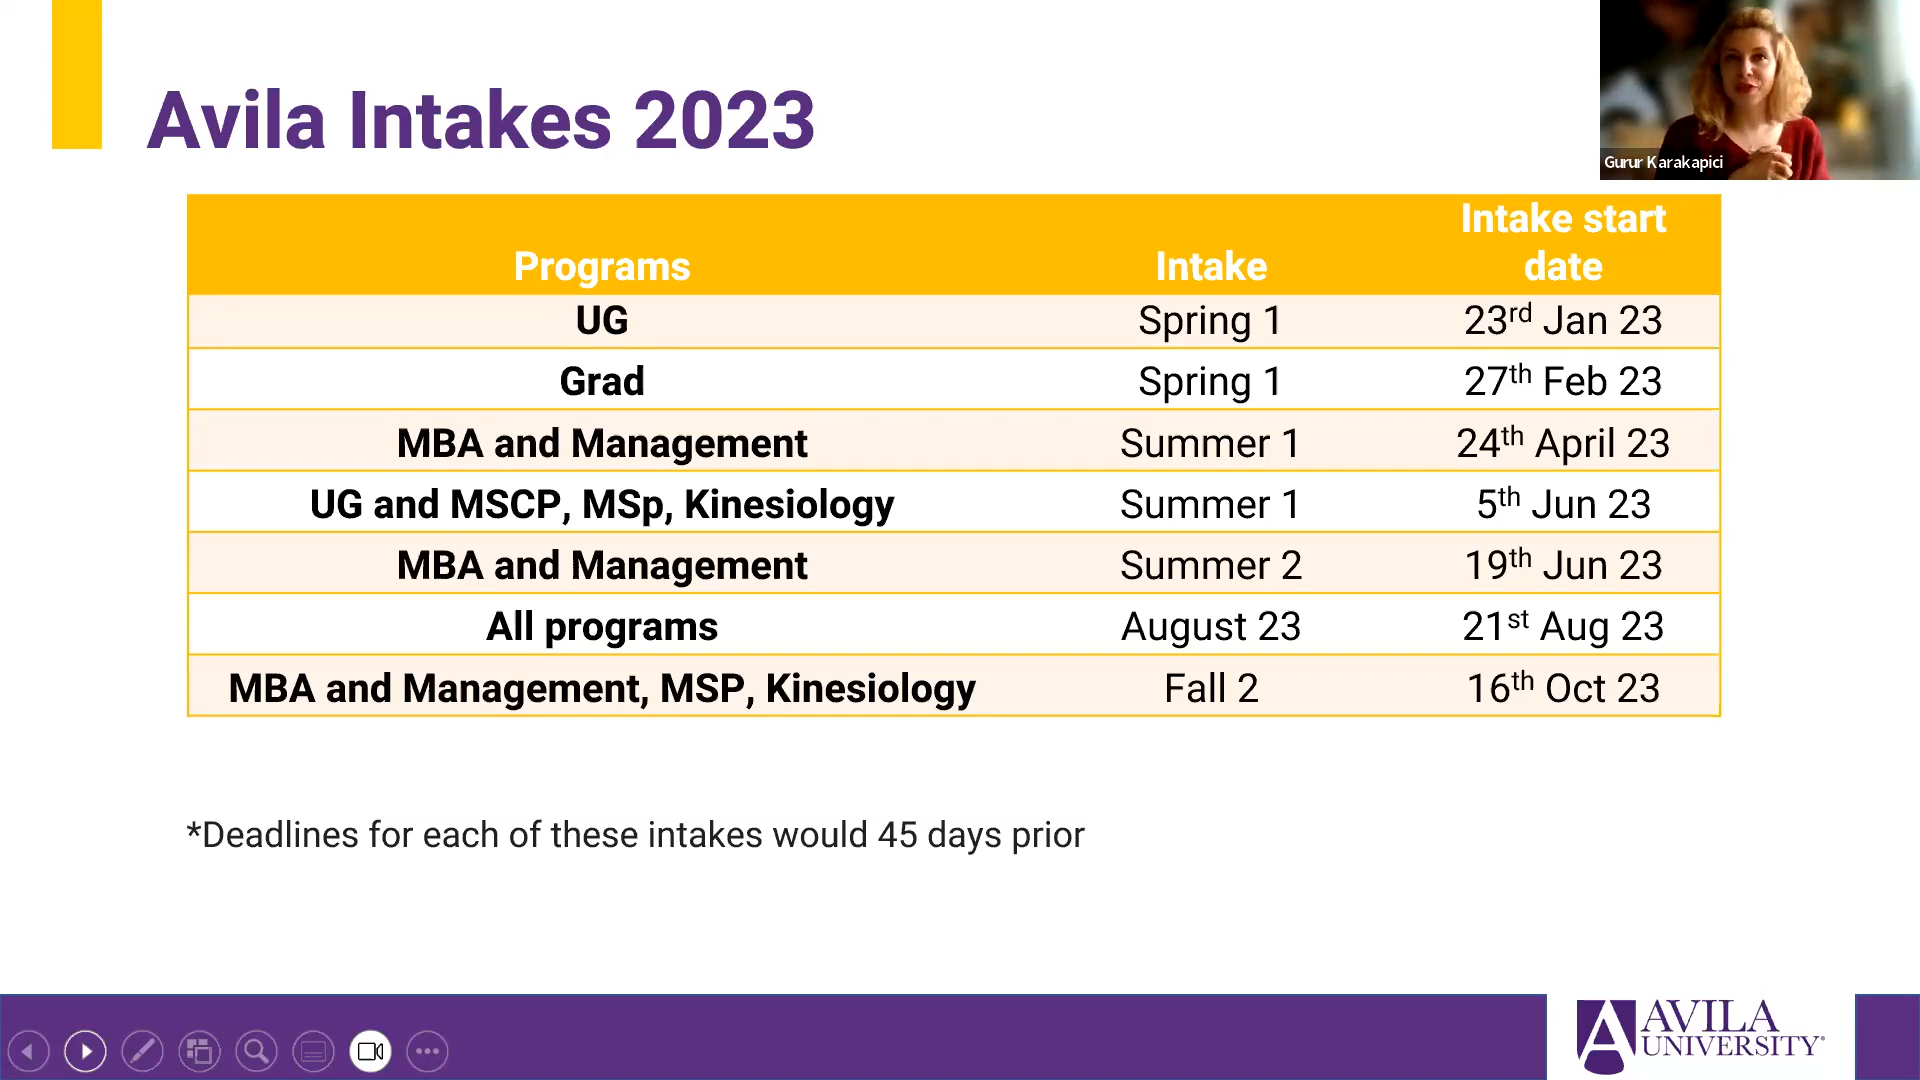 Avila Intakes 2023
Gurur Karakapici
Programs Intake Intake start date
UG Spring 1 23rd Jan 23
Grad Spring 1 27th Feb 23
MBA and Management Summer 1 24th April 23
UG and MSCP, MSp, Kinesiology Summer 1 5th Jun 23
MBA and Management Summer 2 19th Jun 23
All programs August 23 21st Aug 23
MBA and Management, MSP, Kinesiology Fall 2 16th Oct 23
*Deadlines for each of these intakes would 45 days prior
AVILA
UNIVERSITY®